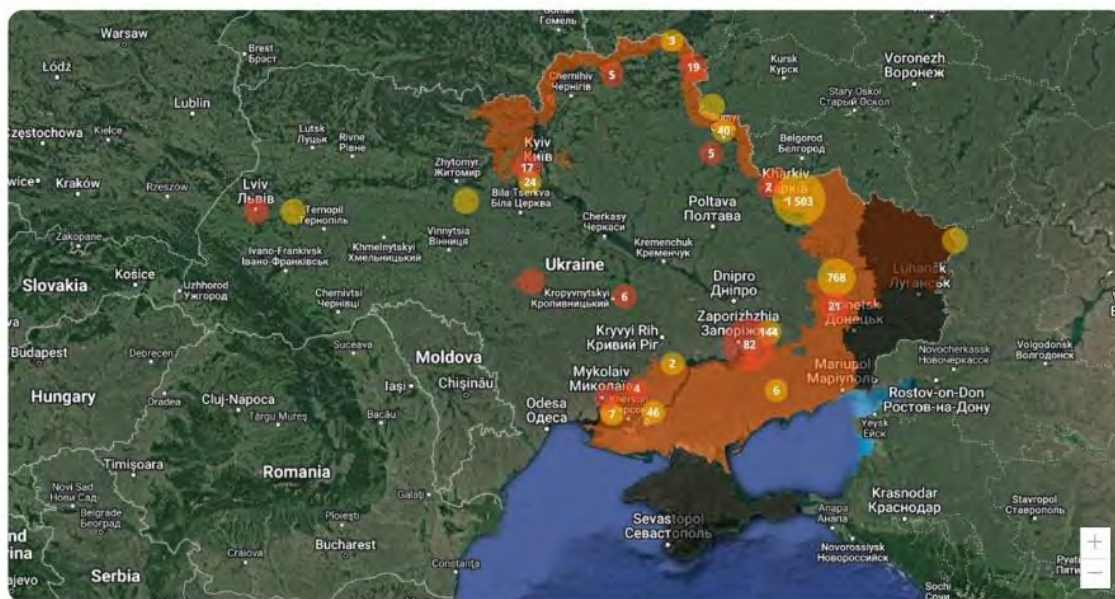 Warsaw
Brest
Брэст
Гомель
Łódź
Lublin
Częstochowa
Kielce
Lutsk
Луцьк
Rivne
Рівне
Chernihiv
Чернігів
3
5
19
Kursk
Курск
Voronezh
Воронеж
Stary Oskol
Старый Оскол
40
5
Belgorod
Белгород
Kraków
Rzeszów
Lviv
Львів
Ternopil
Тернопіль
Zhytomyr
Житомир
Kyiv
Київ
17
24
Bila Tserkva
Біла Церква
Kharkiv
2
503
Poltava
Полтава
Zakopane
Ivano-Frankivsk
Івано-Франківськ
Khmelnytskyi
Хмельницький
Vinnytsia
Вінниця
Cherkasy
Черкаси
Kremenchuk
Кременчук
Slovakia
Košice
Uzhhorod
Ужгород
Chernivtsi
Чернівці
Ukraine
Kropyvnytskyi
Кропивницький
6
Dnipro
Дніпро
768
Luhansk
Луганськ
21
Донецьк
Zaporizhzhia
144
82
Kryvyi Rih
Кривий Ріг
Budapest
Debrecen
Suceava
Moldova
Chișinău
Iași
Mykolaiv
4
2
6
7
46
Mariupol
Маріуполь
Novocherkassk
Новочеркасск
Volgodonsk
Волгодонск
Hungary
Oradea
Cluj-Napoca
Târgu Mureș
Bacău
Odesa
Одеса
Rostov-on-Don
Ростов-на-Дону
Yeysk
Ейск
Timișoara
Romania
Novi Sad
Нови Сад
Belgrade
Београд
Galați
Sevastopol
Севастополь
Krasnodar
Краснодар
Anapa
Анапа
Stavropol
Ставрополь
Ploiești
Bucharest
Craiova
Constanța
Novorossiysk
Новороссийск
Serbia
Sochi
Сочи
+
−